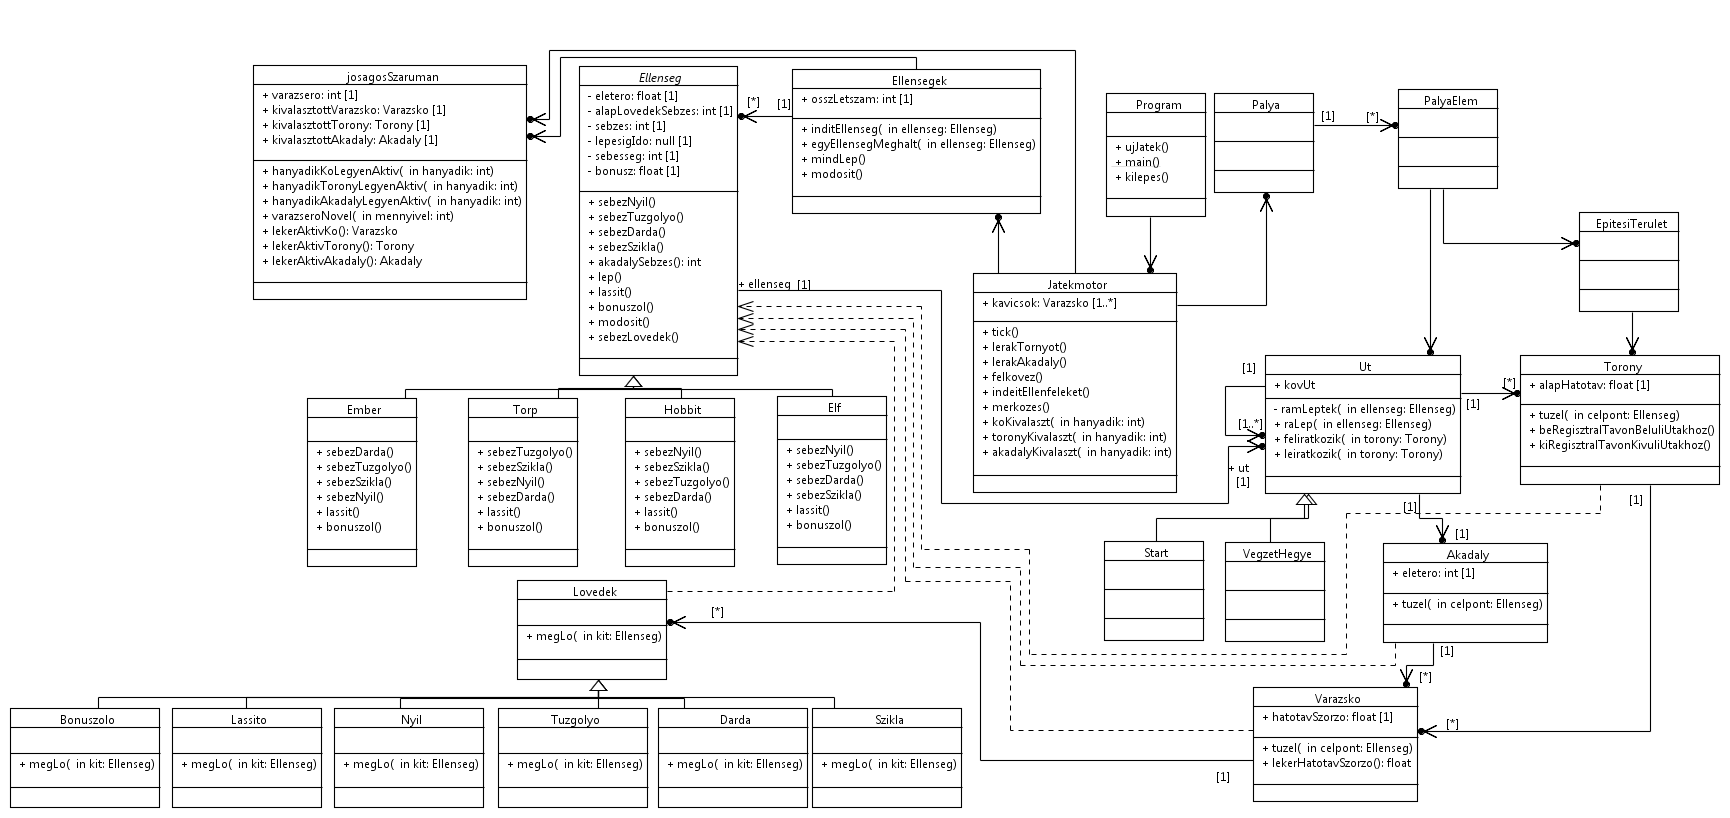 josagosSzaruman
+ varazsero: int [1]
+ kivalasztottVarazsko: Varazsko [1]
+ kivalasztottTorony: Torony [1]
+ kivalasztottAkadaly: Akadaly [1]
+ hanyadikKoLegyenAktiv( in hanyadik: int)
+ hanyadikToronyLegyenAktiv( in hanyadik: int)
+ hanyadikAkadalyLegyenAktiv( in hanyadik: int)
+ varazseroNovel( in mennyivel: int)
+ lekerAktivKo(): Varazsko
+ lekerAktivTorony(): Torony
+ lekerAktivAkadaly(): Akadaly
Ellenseg
- eletero: float [1]
- alapLovedekSebzes: int [1]
- sebzes: int [1]
- lepesigIdo: null [1]
- sebesseg: int [1]
- bonusz: float [1]
+ sebezNyil()
+ sebezTuzgolyo()
+ sebezDarda()
+ sebezSzikla()
+ akadalySebzes(): int
+ lep()
+ lassit()
+ bonuszol()
+ modosit()
+ sebezLovedek()
[*]
[1]
Ellensegek
+ osszLetszam: int [1]
+ inditEllenseg( in ellenseg: Ellenseg)
+ egyEllensegMeghalt( in ellenseg: Ellenseg)
+ mindLep()
+ modosit()
Program
+ ujJatek()
+ main()
+ kilepes()
Palya
[1]
[*]
PalyaElem
EpitesiTerulet
+ ellenseg [1]
Jatekmotor
+ kavicsok: Varazsko [1..*]
+ tick()
+ lerakTornyot()
+ lerakAkadaly()
+ felkovez()
+ indeitEllenfeleket()
+ merkozes()
+ koKivalaszt( in hanyadik: int)
+ toronyKivalaszt( in hanyadik: int)
+ akadalyKivalaszt( in hanyadik: int)
[1]
[1..*]
+ ut
[1]
Ut
+ kovUt
- ramLeptek( in ellenseg: Ellenseg)
+ raLep( in ellenseg: Ellenseg)
+ feliratkozik( in torony: Torony)
+ leiratkozik( in torony: Torony)
[1]
[*]
Torony
+ alapHatotav: float [1]
+ tuzel( in celpont: Ellenseg)
+ beRegisztralTavonBeluliUtakhoz()
+ kiRegisztralTavonKivuliUtakhoz()
[1]
Ember
+ sebezDarda()
+ sebezTuzgolyo()
+ sebezSzikla()
+ sebezNyil()
+ lassit()
+ bonuszol()
Torp
+ sebezTuzgolyo()
+ sebezSzikla()
+ sebezNyil()
+ sebezDarda()
+ lassit()
+ bonuszol()
Hobbit
+ sebezNyil()
+ sebezSzikla()
+ sebezTuzgolyo()
+ sebezDarda()
+ lassit()
+ bonuszol()
Elf
+ sebezNyil()
+ sebezTuzgolyo()
+ sebezDarda()
+ sebezSzikla()
+ lassit()
+ bonuszol()
Start
VegzetHegye
[1]
[1]
Akadaly
+ eletero: int [1]
+ tuzel( in celpont: Ellenseg)
[1]
[*]
Lovedek
+ megLo( in kit: Ellenseg)
[*]
Varazsko
+ hatotavSzorzo: float [1]
+ tuzel( in celpont: Ellenseg)
+ lekerHatotavSzorzo(): float
[*]
[1]
Bonuszolo
+ megLo( in kit: Ellenseg)
Lassito
+ megLo( in kit: Ellenseg)
Nyil
+ megLo( in kit: Ellenseg)
Tuzgolyo
+ megLo( in kit: Ellenseg)
Darda
+ megLo( in kit: Ellenseg)
Szikla
+ megLo( in kit: Ellenseg)